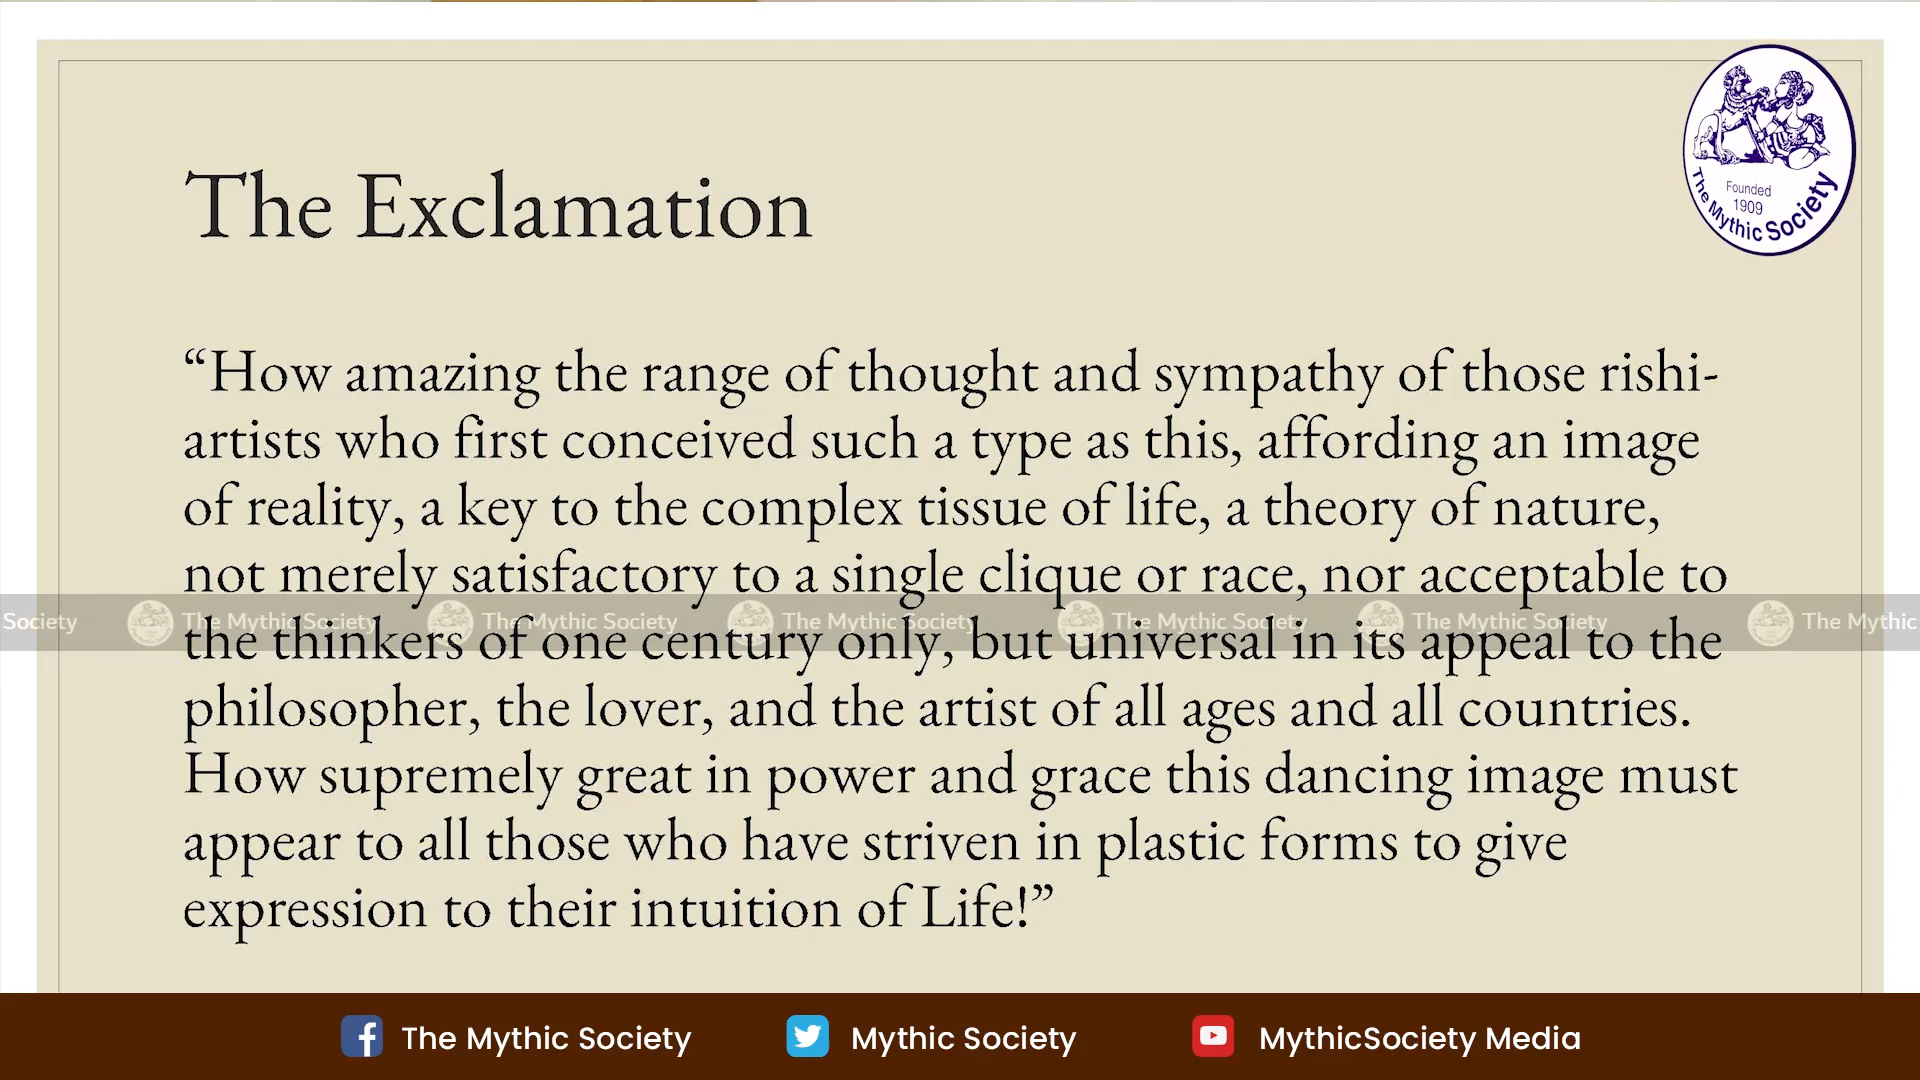 The Exclamation
Founded
1909
The Mythic Society
“How amazing the range of thought and sympathy of those rishi-
artists who first conceived such a type as this, affording an image
of reality, a key to the complex tissue of life, a theory of nature,
not merely satisfactory to a single clique or race, nor acceptable to
Society The Mythic Society The Mythic Society The Mythic Society The Mythic Society The Mythic Society The Mythic
the thinkers of one century only, but universal in its appeal to the
philosopher, the lover, and the artist of all ages and all countries.
How supremely great in power and grace this dancing image must
appear to all those who have striven in plastic forms to give
expression to their intuition of Life!”
The Mythic Society Mythic Society MythicSociety Media